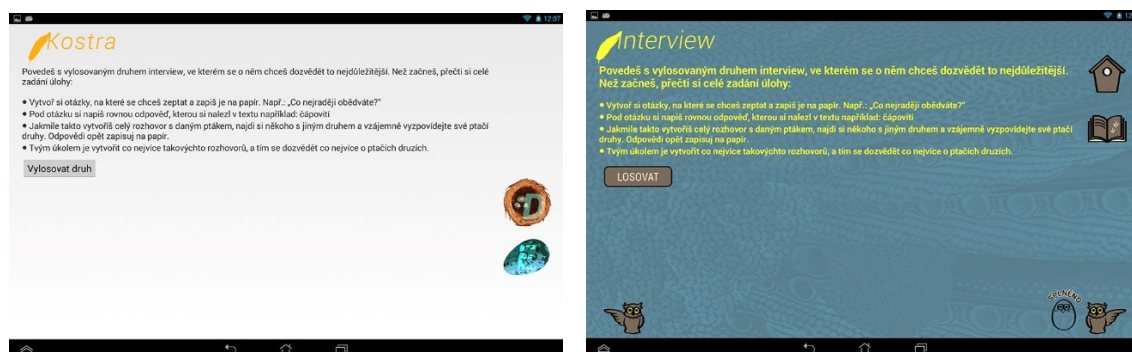 12:07
Kostra
Povedeš s vylosovaným druhem interview, ve kterém se o něm chceš dozvědět to nejdůležitější. Než začneš, přečti si celé
zadání úlohy:
• Vytvoř si otázky, na které se chceš zeptat a zapiš je na papír. Např.: „Co nejraději obědváte?"
• Pod otázku si napiš rovnou odpověď, kterou si nalezl v textu například: čápovití
• Jakmile takto vytvoříš celý rozhovor s daným ptákem, najdi si někoho s jiným druhem a vzájemně vyzpovídejte své ptačí
druhy. Odpovědi opět zapisuj na papír.
• Tvým úkolem je vytvořit co nejvíce takovýchto rozhovorů, a tím se dozvědět co nejvíce o ptačích druzích.
Vylosovat druh
D
12
Interview
Povedeš s vylosovaným druhem interview, ve kterém se o něm chceš dozvědět to nejdůležitější.
Než začneš, přečti si celé zadání úlohy:
• Vytvoř si otázky, na které se chceš zeptat a zapiš je na papír. Např.: „Co nejraději obědváte?"
• Pod otázku si napiš rovnou odpověď, kterou si nalezl v textu například: čápovití
• Jakmile takto vytvoříš celý rozhovor s daným ptákem, najdi si někoho s jiným druhem a vzájemně vyzpovídejte své ptačí
druhy. Odpovědi opět zapisuj na papír.
• Tvým úkolem je vytvořit co nejvíce takovýchto rozhovorů, a tím se dozvědět co nejvíce o ptačích druzích.
LOSOVAT
SPLNĚNO